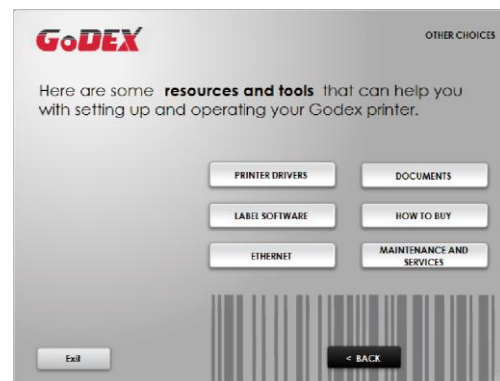 GoDEX
OTHER CHOICES
Here are some resources and tools that can help you
with setting up and operating your Godex printer.
PRINTER DRIVERS
DOCUMENTS
LABEL SOFTWARE
HOW TO BUY
ETHERNET
MAINTENANCE AND
SERVICES
Exit
< BACK